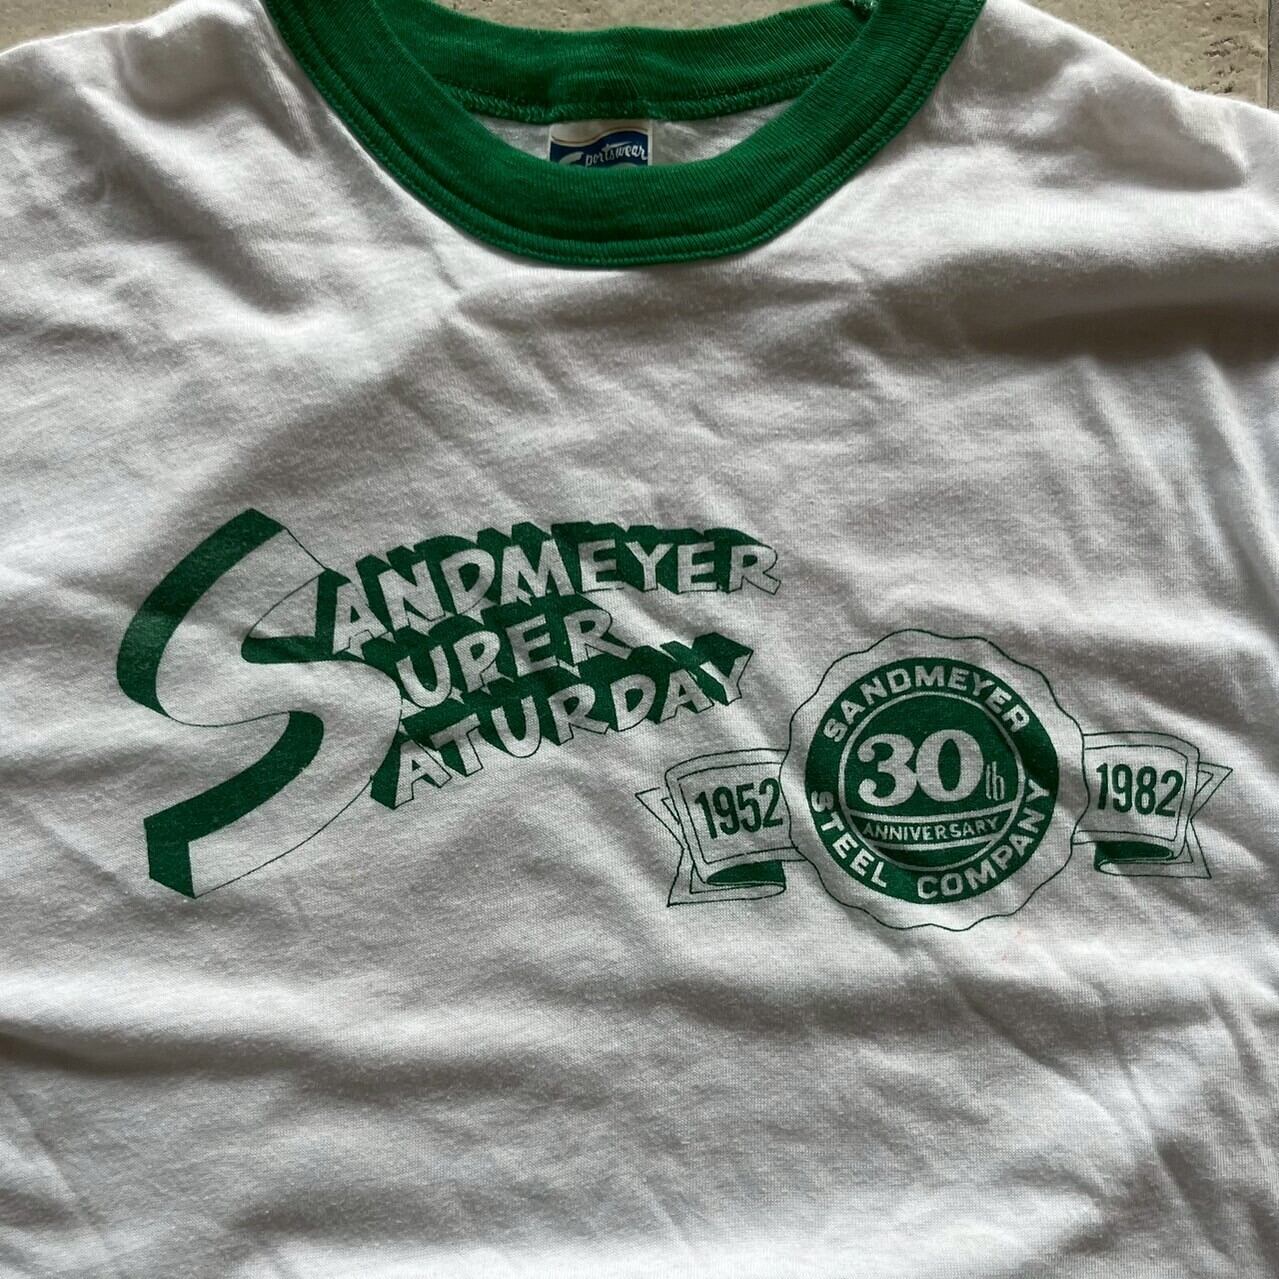 Sportswear
SANDMEYER
SUPER
SATURDAY
1952
SANDMEYER
30th
ANNIVERSARY
STEEL COMPANY
1982